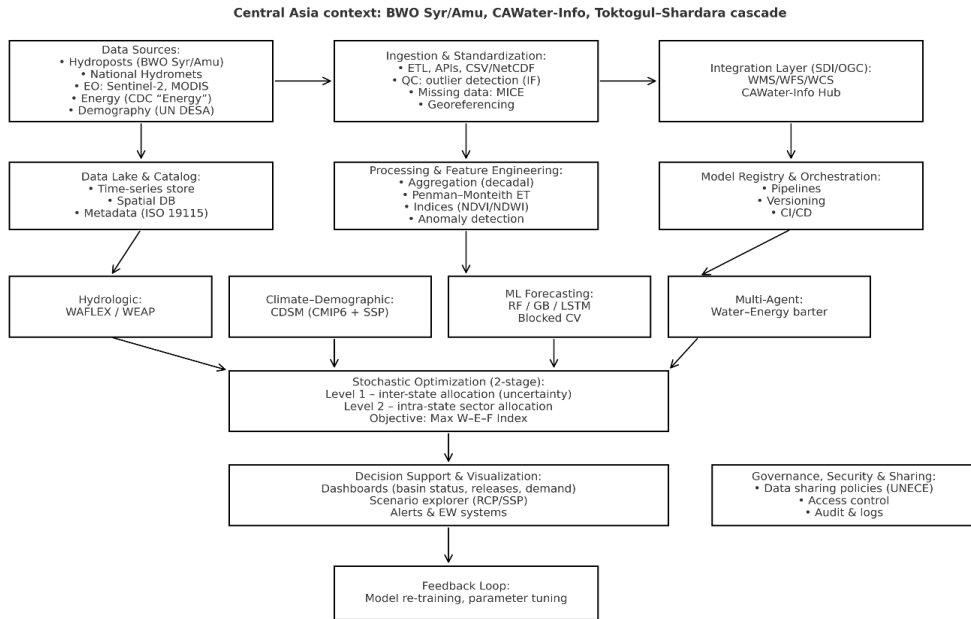 Central Asia context: BWO Syr/Amu, CAWater-Info, Toktogul–Shardara cascade
Data Sources:
• Hydroposts (BWO Syr/Amu)
• National Hydromets
• EO: Sentinel-2, MODIS
• Energy (CDC “Energy”)
• Demography (UN DESA)
Ingestion & Standardization:
• ETL, APIs, CSV/NetCDF
• QC: outlier detection (IF)
• Missing data: MICE
• Georeferencing
Integration Layer (SDI/OGC):
WMS/WFS/WCS
CAWater-Info Hub
Data Lake & Catalog:
• Time-series store
• Spatial DB
• Metadata (ISO 19115)
Processing & Feature Engineering:
• Aggregation (decadal)
• Penman–Monteith ET
• Indices (NDVI/NDWI)
• Anomaly detection
Model Registry & Orchestration:
• Pipelines
• Versioning
• CI/CD
Hydrologic:
WAFLEX / WEAP
Climate–Demographic:
CDSM (CMIP6 + SSP)
ML Forecasting:
RF / GB / LSTM
Blocked CV
Multi-Agent:
Water–Energy barter
Stochastic Optimization (2-stage):
Level 1 – inter-state allocation (uncertainty)
Level 2 – intra-state sector allocation
Objective: Max W–E–F Index
Decision Support & Visualization:
Dashboards (basin status, releases, demand)
Scenario explorer (RCP/SSP)
Alerts & EW systems
Governance, Security & Sharing:
• Data sharing policies (UNECE)
• Access control
• Audit & logs
Feedback Loop:
Model re-training, parameter tuning